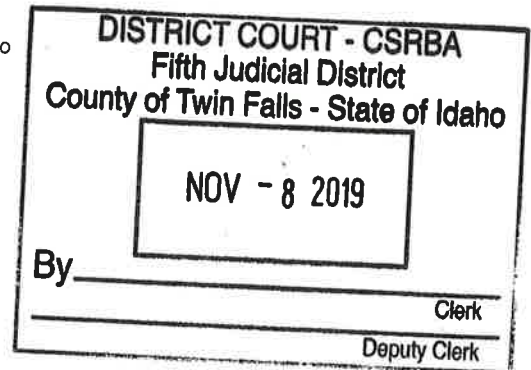 DISTRICT COURT - CSRBA
Fifth Judicial District
County of Twin Falls - State of Idaho
NOV - 8 2019
By
Clerk
Deputy Clerk